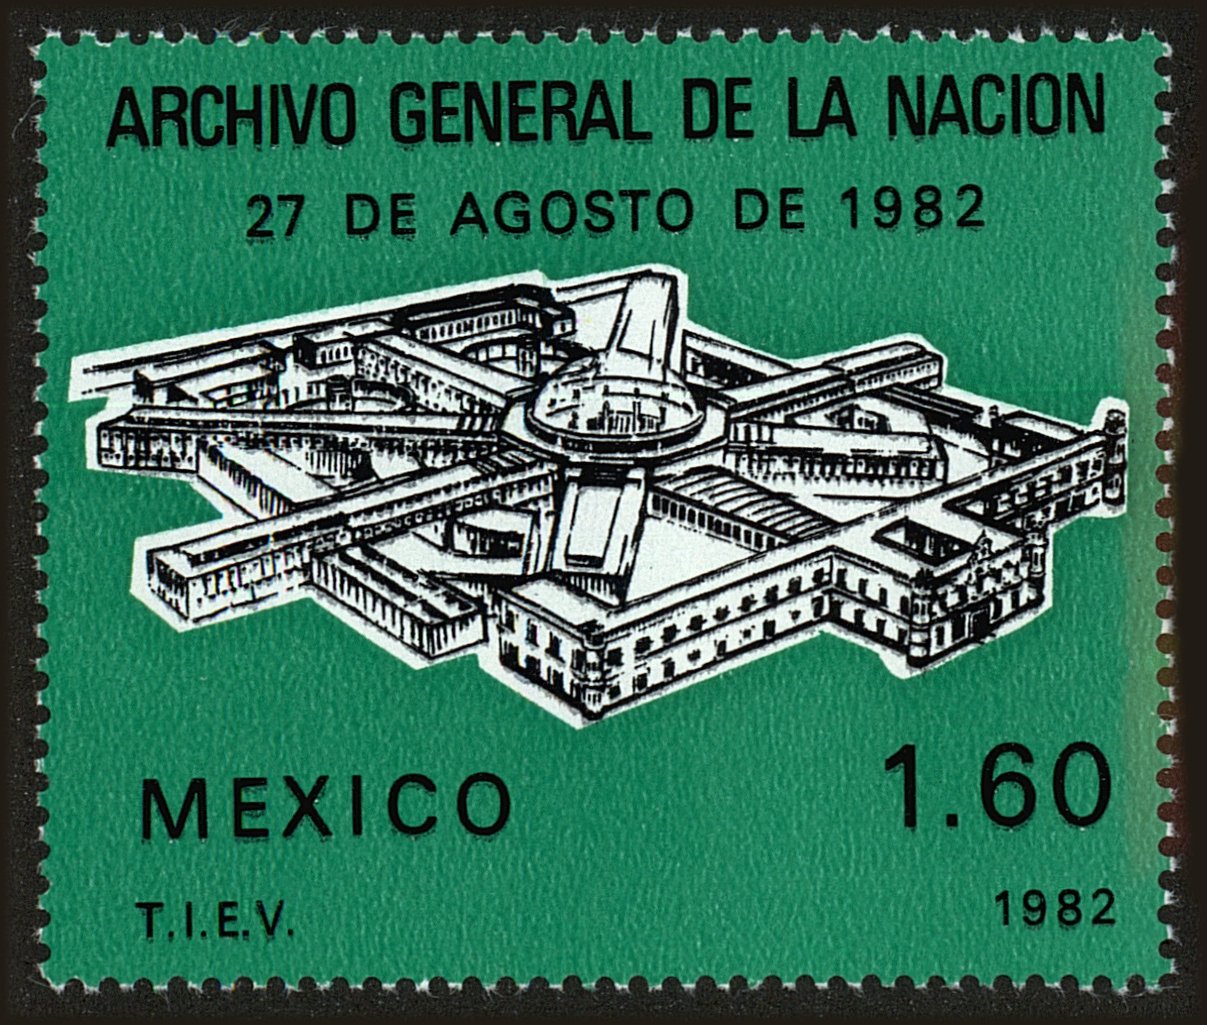 ARCHIVO GENERAL DE LA NACION
27 DE AGOSTO DE 1982
MEXICO
1.60
T.I.E.V.
1982